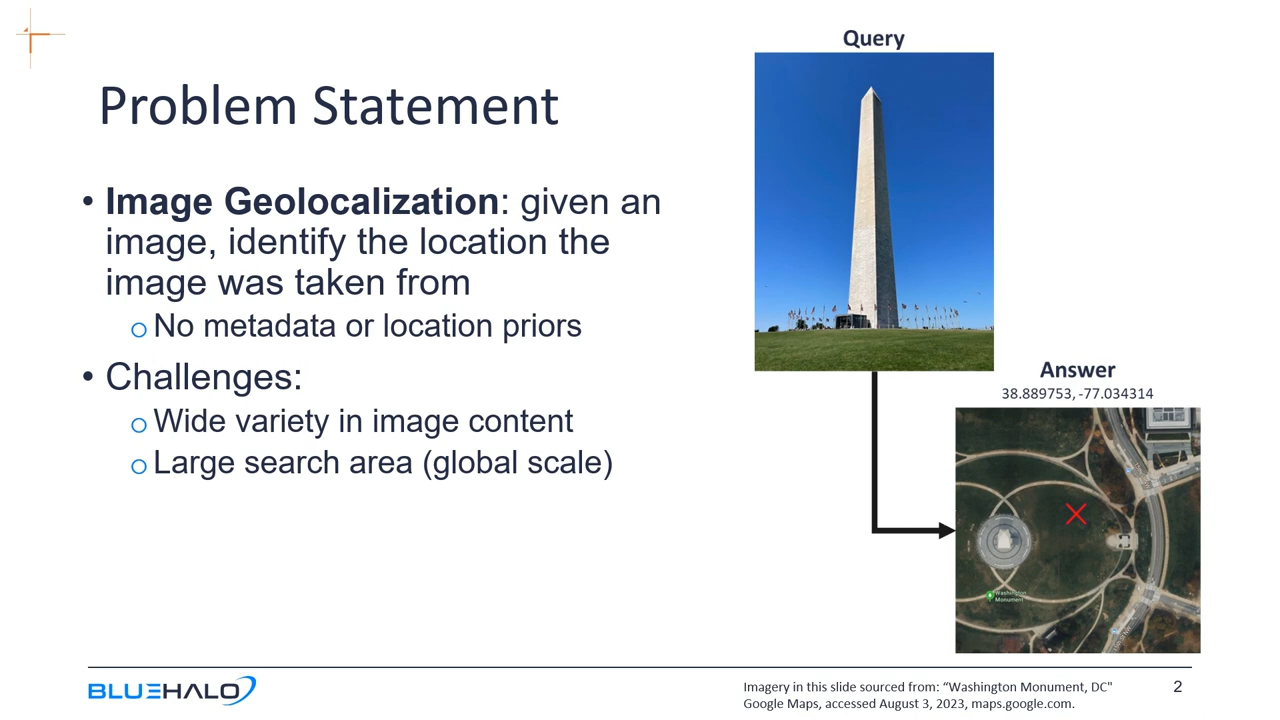 Problem Statement
• Image Geolocalization: given an
image, identify the location the
image was taken from
o No metadata or location priors
• Challenges:
o Wide variety in image content
o Large search area (global scale)
Query
Answer
38.889753, -77.034314
Washington
Monument
BLUEHALO
Imagery in this slide sourced from: “Washington Monument, DC"
Google Maps, accessed August 3, 2023, maps.google.com.
2